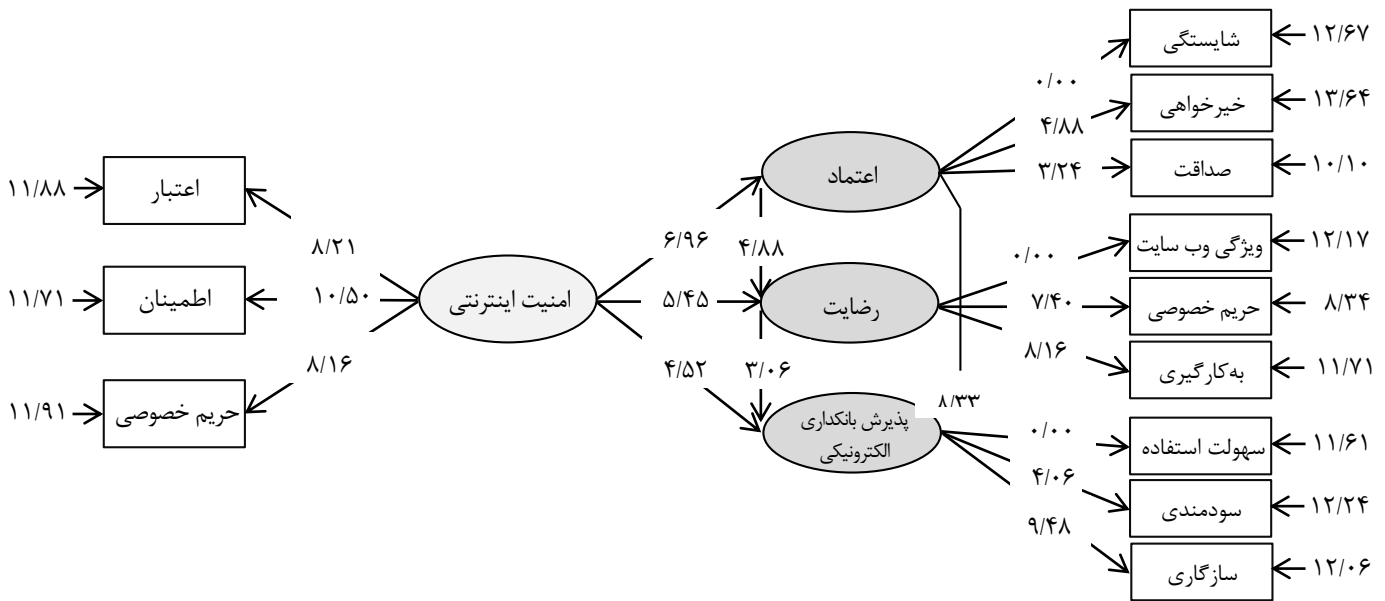 شایستگی
۱۲/۶۷
۰/۰۰
خیرخواهی
۱۳/۶۴
۴/۸۸
صداقت
۱۰/۱۰
۳/۲۴
اعتماد
اعتبار
۱۱/۸۸
۸/۲۱
۶/۹۶
۴/۸۸
ویژگی وب سایت
۱۲/۱۷
۰/۰۰
اطمینان
۱۱/۷۱
۱۰/۵۰
امنیت اینترنتی
۵/۴۵
رضایت
۷/۴۰
حریم خصوصی
۸/۳۴
۸/۱۶
به‌کارگیری
۱۱/۷۱
حریم خصوصی
۱۱/۹۱
۸/۱۶
۴/۵۲
۳/۰۶
۸/۳۳
پذیرش بانکداری
الکترونیکی
۰/۰۰
سهولت استفاده
۱۱/۶۱
۴/۰۶
سودمندی
۱۲/۲۴
۹/۴۸
سازگاری
۱۲/۰۶